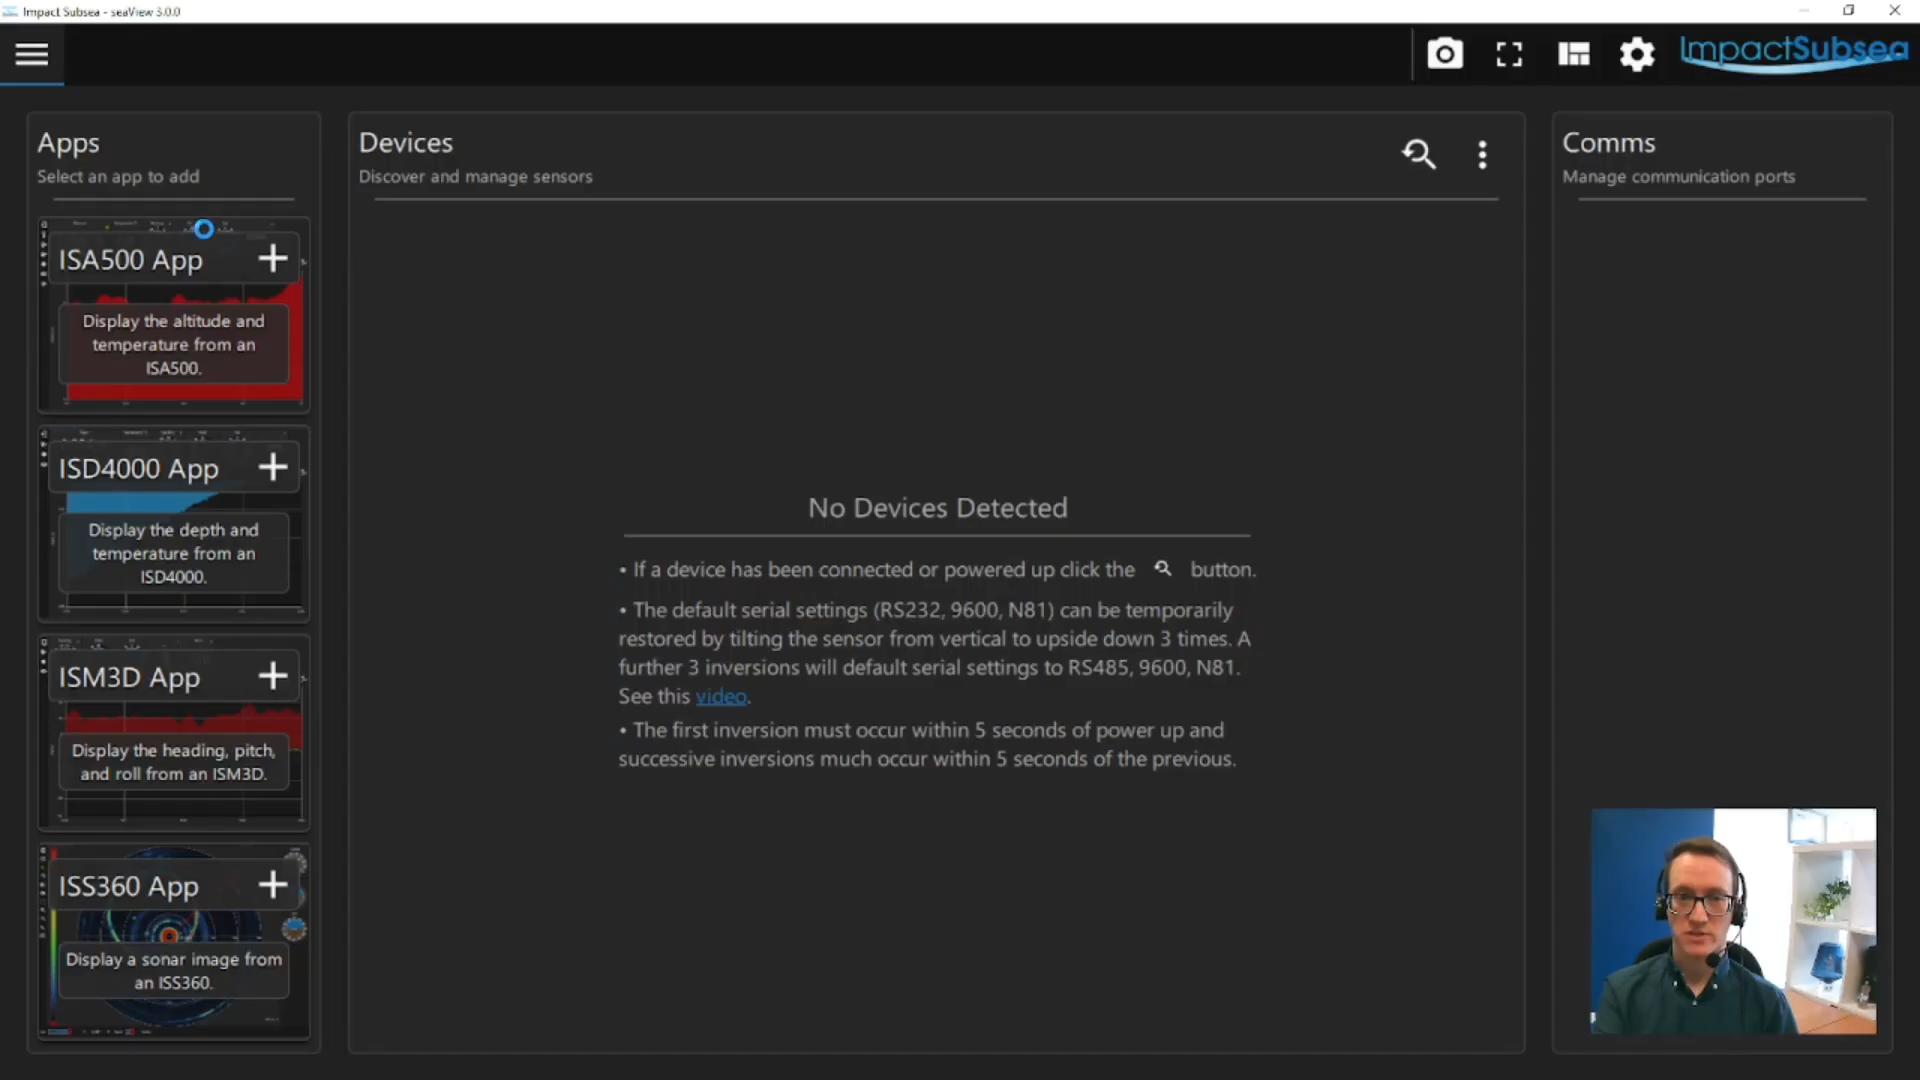 Impact Subsea - seaView 3.0.0
ImpactSubsea
Apps
Select an app to add
ISA500 App
Display the altitude and
temperature from an
ISA500.
ISD4000 App
Display the depth and
temperature from an
ISD4000.
ISM3D App
Display the heading, pitch,
and roll from an ISM3D.
ISS360 App
Display a sonar image from
an ISS360.
Devices
Discover and manage sensors
No Devices Detected
• If a device has been connected or powered up click the button.
• The default serial settings (RS232, 9600, N81) can be temporarily
restored by tilting the sensor from vertical to upside down 3 times. A
further 3 inversions will default serial settings to RS485, 9600, N81.
See this video.
• The first inversion must occur within 5 seconds of power up and
successive inversions much occur within 5 seconds of the previous.
Comms
Manage communication ports